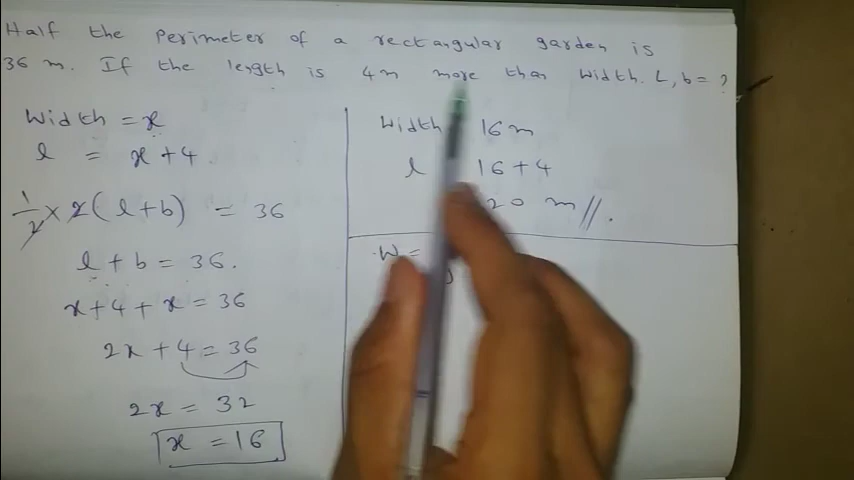 Half the perimeter of a rectangular garden is
36 m. If the length is 4m more than width. L, b = ?
Width = x
l = x+4
1/2 × 2(l+b) = 36
l + b = 36.
x+4+x = 36
2x + 4 = 36
2x = 32
x = 16
Width 16m
l 16+4
20 m//.
W =